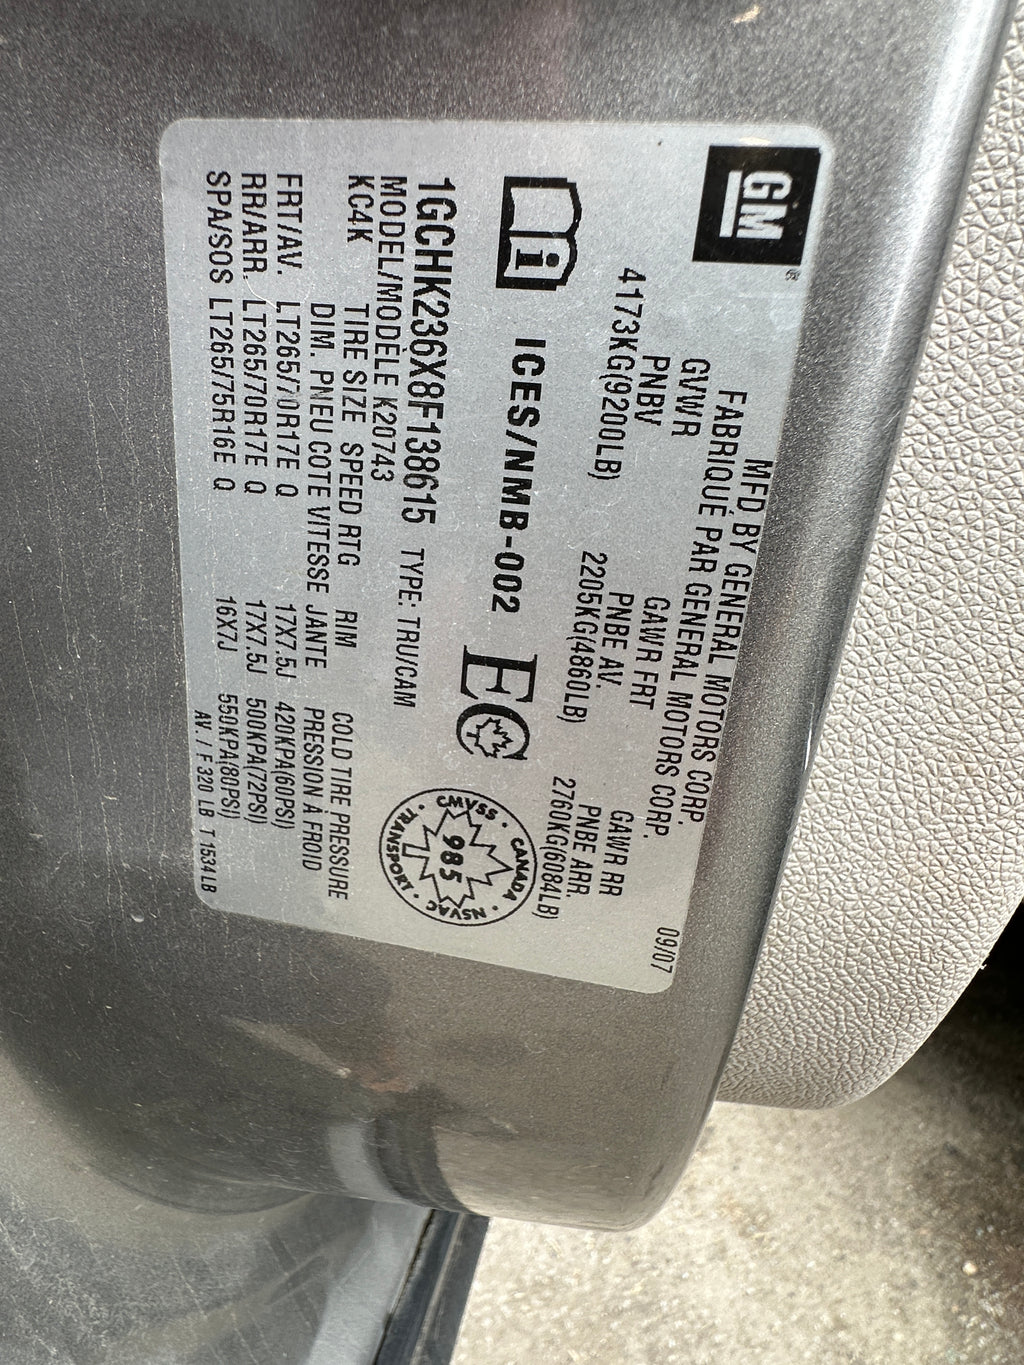 GM®
MFD BY GENERAL MOTORS CORP. 09/07
FABRIQUÉ PAR GENERAL MOTORS CORP.
GVWR GAWR FRT GAWR RR
PNBV PNBE AV. PNBE ARR.
4173KG(9200LB) 2205KG(4860LB) 2760KG(6084LB)
i ICES/NMB-002 EC
CMVSS · CANADA · NSVAC · TRANSPORT ·
985
1GCHK236X8F138615 TYPE: TRU/CAM
MODEL/MODÈLE K20743
KC4K TIRE SIZE SPEED RTG RIM COLD TIRE PRESSURE
DIM. PNEU COTE VITESSE JANTE PRESSION À FROID
FRT/AV. LT265/70R17E Q 17X7.5J 420KPA(60PSI)
RR/ARR. LT265/70R17E Q 17X7.5J 500KPA(72PSI)
SPA/SOS LT265/75R16E Q 16X7J 550KPA(80PSI)
AV. / F 320 LB T 1534 LB